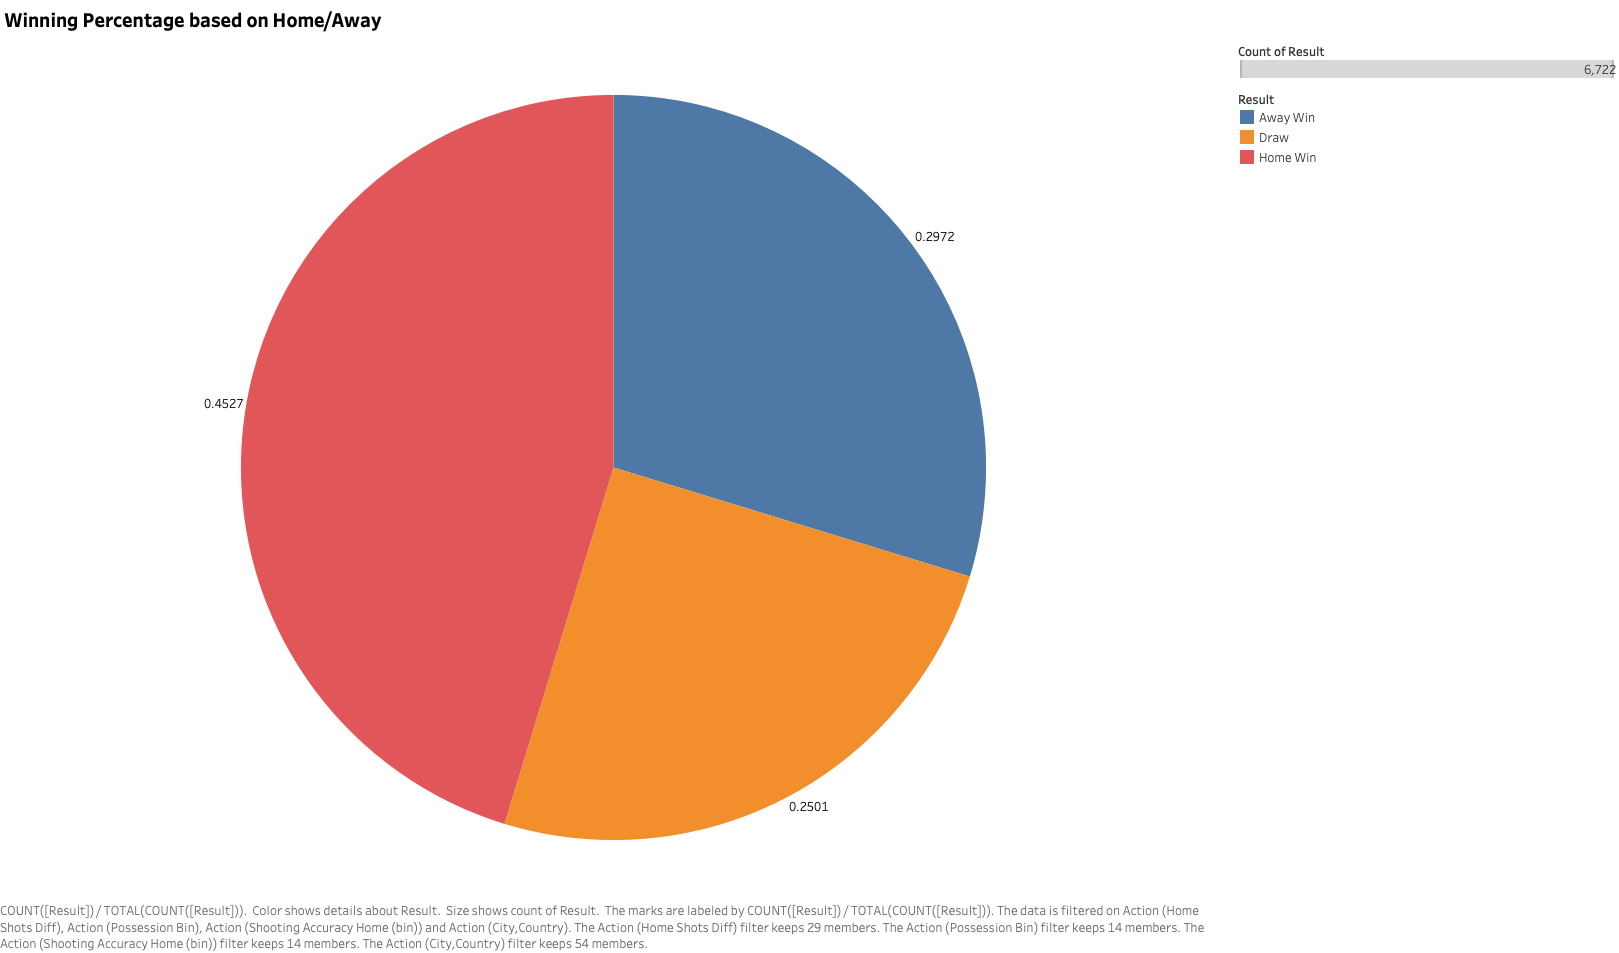 Winning Percentage based on Home/Away
Count of Result
6,722
Result
Away Win
Draw
Home Win
0.2972
0.4527
0.2501
COUNT([Result]) / TOTAL(COUNT([Result])).  Color shows details about Result.  Size shows count of Result.  The marks are labeled by COUNT([Result]) / TOTAL(COUNT([Result])). The data is filtered on Action (Home
Shots Diff), Action (Possession Bin), Action (Shooting Accuracy Home (bin)) and Action (City,Country). The Action (Home Shots Diff) filter keeps 29 members. The Action (Possession Bin) filter keeps 14 members. The
Action (Shooting Accuracy Home (bin)) filter keeps 14 members. The Action (City,Country) filter keeps 54 members.